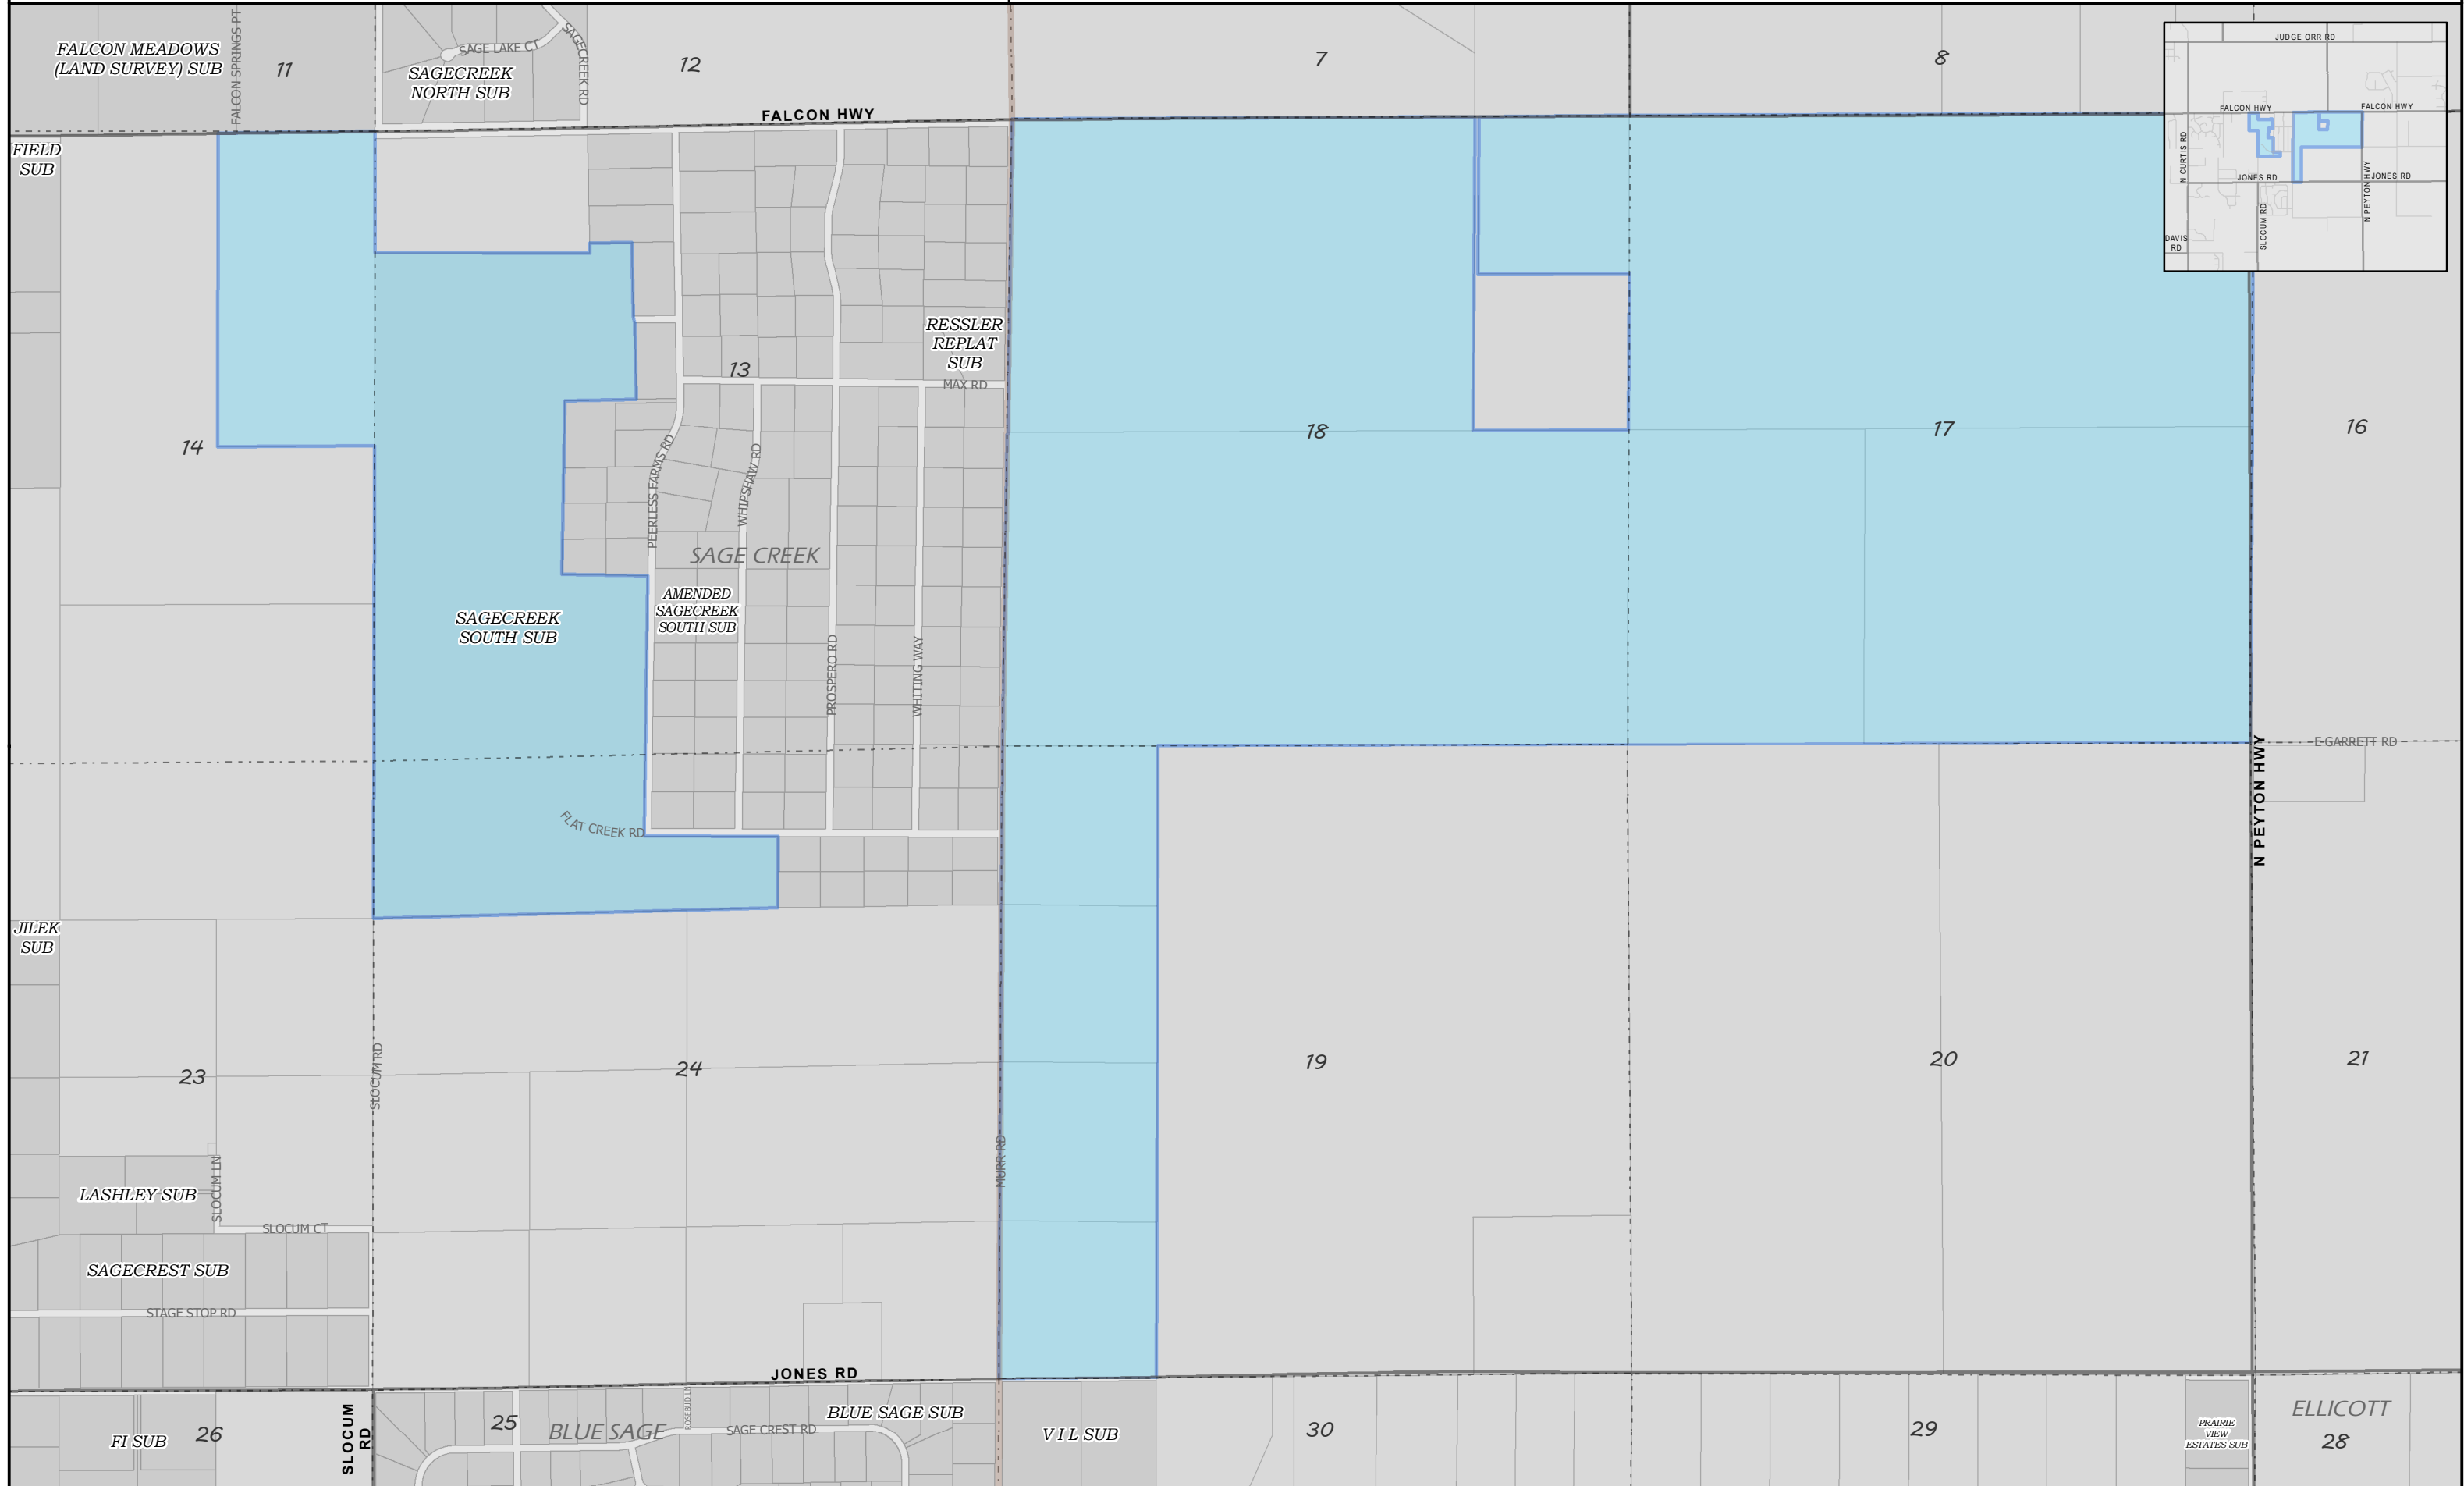 FALCON MEADOWS
(LAND SURVEY) SUB
FALCON SPRINGS PT
11
SAGE LAKE CT
SAGECREEK RD
SAGECREEK
NORTH SUB
12
7
8
FALCON HWY
JUDGE ORR RD
FALCON HWY
FALCON HWY
N CURTIS RD
JONES RD
JONES RD
N PEYTON HWY
SLOCUM RD
DAVIS
RD
FIELD
SUB
RESSLER
REPLAT
SUB
13
MAX RD
14
18
17
16
PEERLESS FARMS RD
WHIPSHAW RD
SAGE CREEK
SAGECREEK
SOUTH SUB
AMENDED
SAGECREEK
SOUTH SUB
PROSPERO RD
WHITING WAY
E GARRETT RD
N PEYTON HWY
FLAT CREEK RD
JILEK
SUB
23
SLOCUM RD
24
19
20
21
MURR RD
LASHLEY SUB
SLOCUM LN
SLOCUM CT
SAGECREST SUB
STAGE STOP RD
JONES RD
FI SUB
26
SLOCUM
RD
25
BLUE SAGE
ROSEBUD LN
SAGE CREST RD
BLUE SAGE SUB
V I L SUB
30
29
PRAIRIE
VIEW
ESTATES SUB
ELLICOTT
28